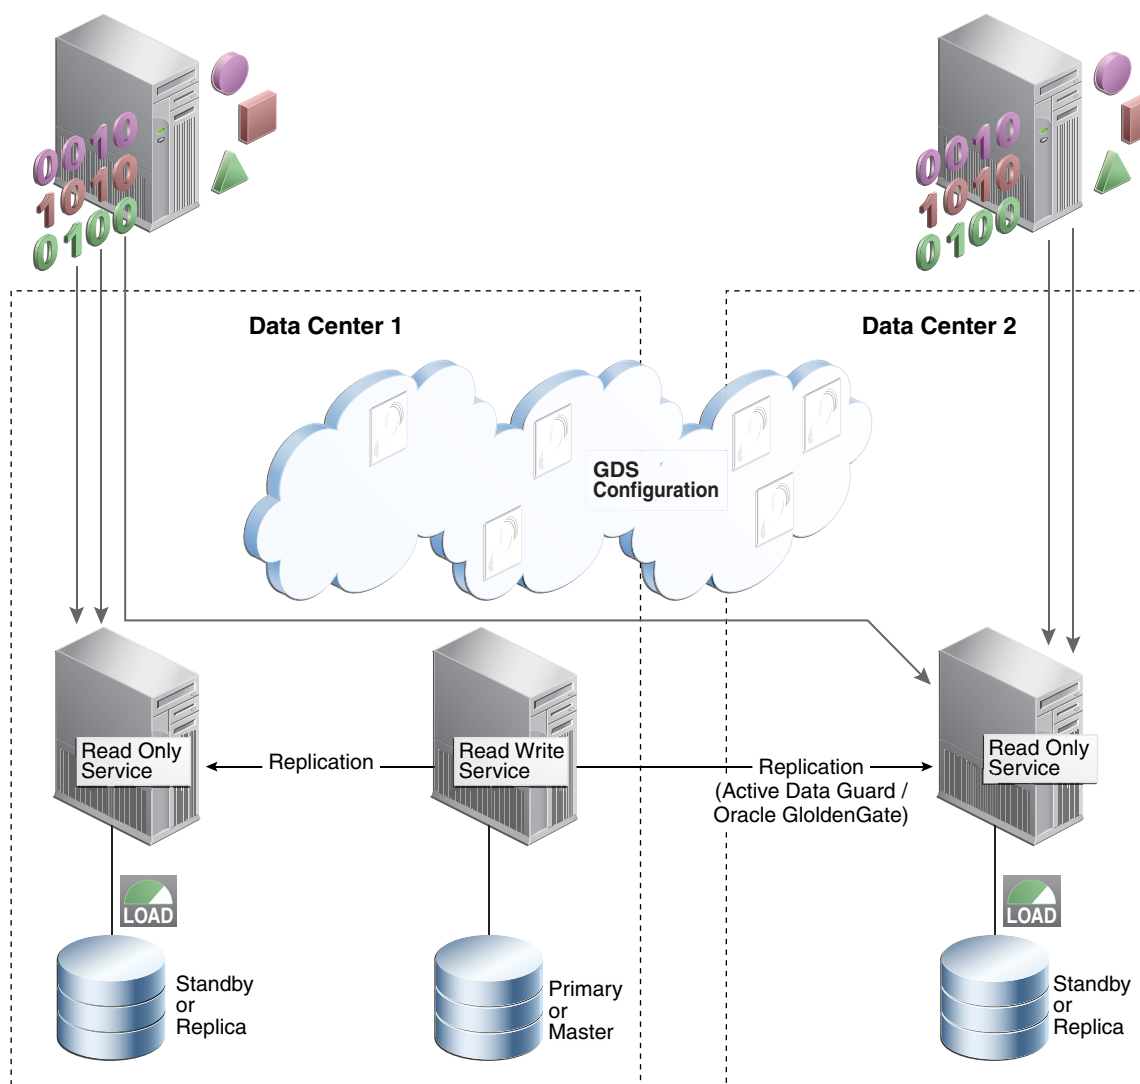 0010
1010
0100
0010
1010
0100
Data Center 1
Data Center 2
GDS
Configuration
Read Only
Service
Replication
Read Write
Service
Replication
(Active Data Guard /
Oracle GloldenGate)
Read Only
Service
LOAD
LOAD
Standby
or
Replica
Primary
or
Master
Standby
or
Replica